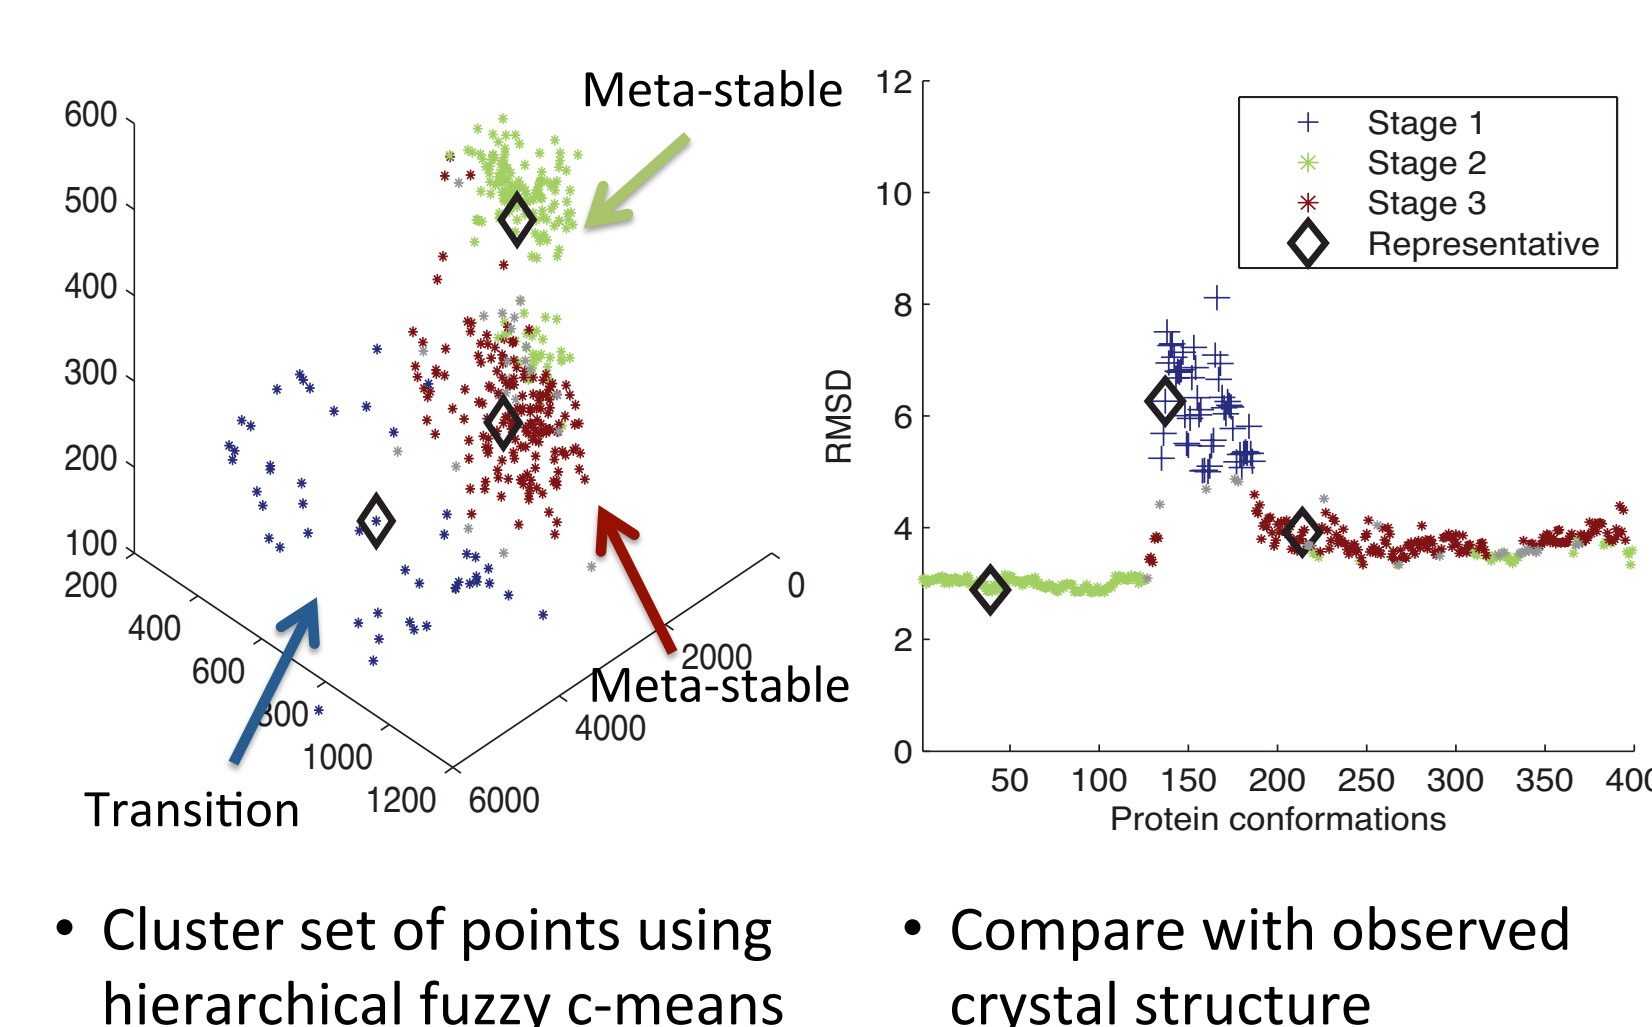 Meta-stable
600
500
400
300
200
100
200
400
600
800
1000
1200
6000
4000
2000
0
Meta-stable
Transition
12
10
8
6
4
2
0
RMSD
Stage 1
Stage 2
Stage 3
Representative
50 100 150 200 250 300 350 400
Protein conformations
• Cluster set of points using
hierarchical fuzzy c-means
• Compare with observed
crystal structure